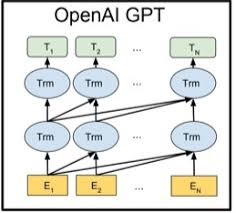 OpenAI GPT
T1 T2 ... TN
Trm Trm ... Trm
Trm Trm ... Trm
E1 E2 ... EN